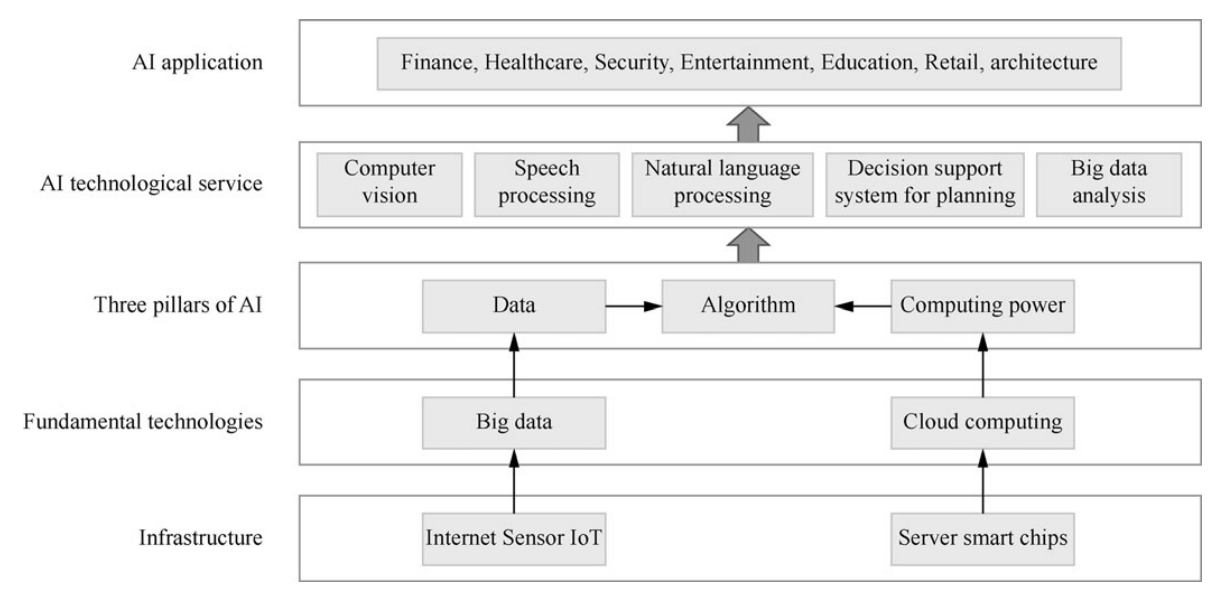 AI application
Finance, Healthcare, Security, Entertainment, Education, Retail, architecture
AI technological service
Computer
vision
Speech
processing
Natural language
processing
Decision support
system for planning
Big data
analysis
Three pillars of AI
Data
Algorithm
Computing power
Fundamental technologies
Big data
Cloud computing
Infrastructure
Internet Sensor IoT
Server smart chips